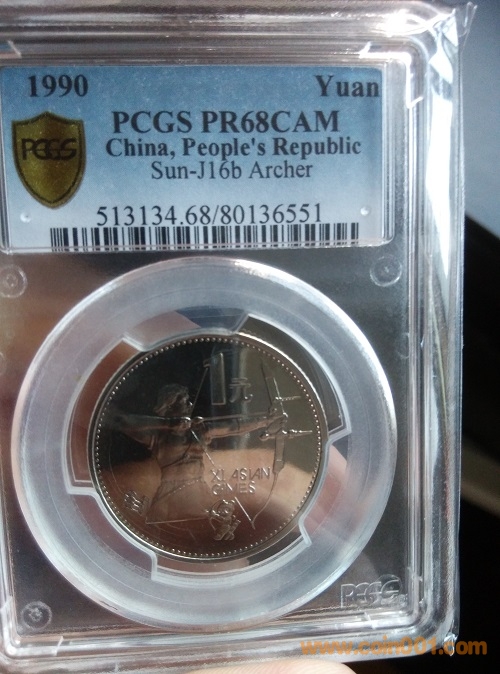 1990 Yuan
PCGS PR68CAM
PCGS
China, People's Republic
Sun-J16b Archer
513134.68/80136551
1元
XI ASIAN
GAMES
PCGS
www.coin001.com